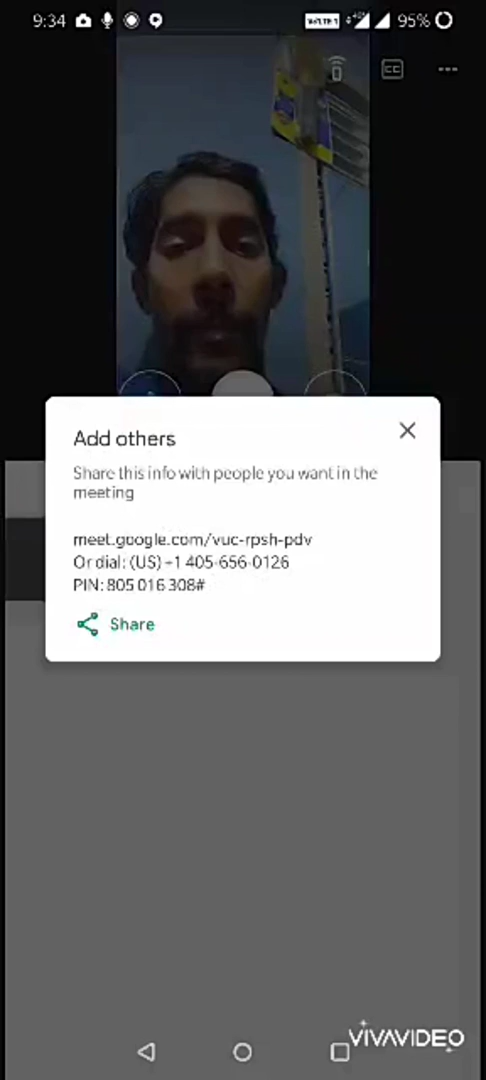 9:34
95%
CC
Add others
Share this info with people you want in the
meeting
meet.google.com/vuc-rpsh-pdv
Or dial: (US) +1 405-656-0126
PIN: 805 016 308#
Share
VIVAVIDEO